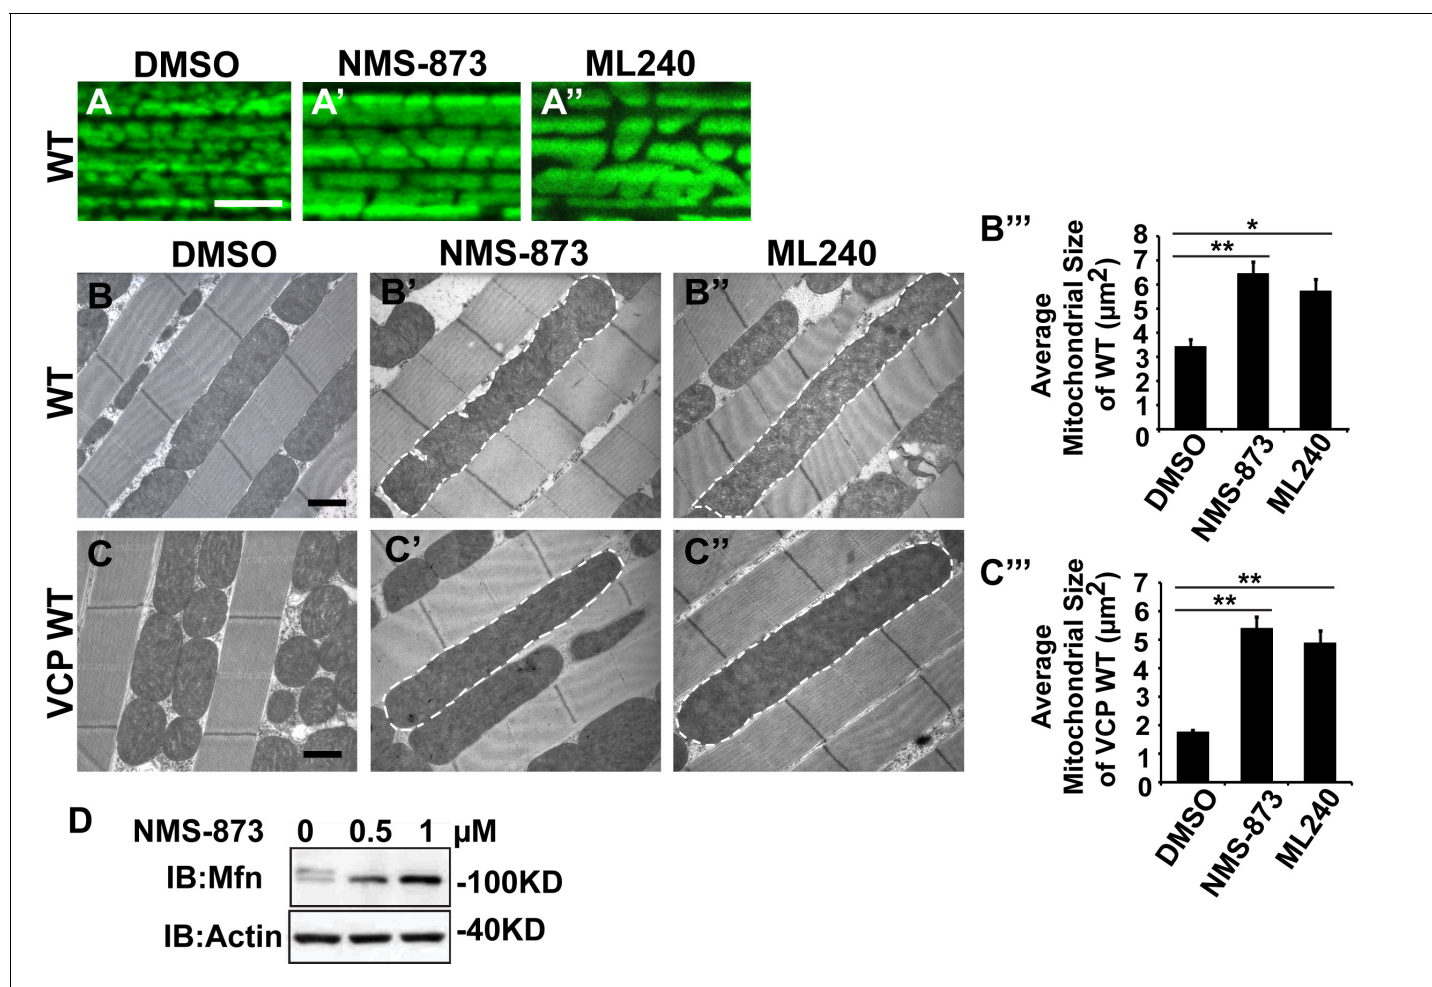 DMSO NMS-873 ML240
WT
A A’ A’’
DMSO NMS-873 ML240
WT
B B’ B’’
VCP WT
C C’ C’’
B’’’
Average
Mitochondrial Size
of WT (µm²)
8
7
6
5
4
3
2
1
0
* **
DMSO NMS-873 ML240
C’’’
Average
Mitochondrial Size
of VCP WT (µm²)
7
6
5
4
3
2
1
0
** **
DMSO NMS-873 ML240
D
NMS-873 0 0.5 1 µM
IB:Mfn -100KD
IB:Actin -40KD